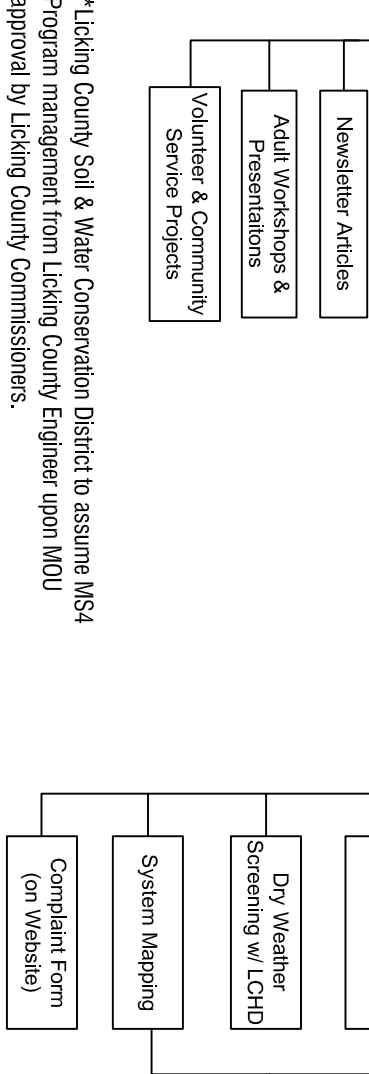 Newsletter Articles
Adult Workshops &
Presentaitons
Volunteer & Community
Service Projects
*Licking County Soil & Water Conservation District to assume MS4
Program management from Licking County Engineer upon MOU
approval by Licking County Commissioners.
Dry Weather
Screening w/ LCHD
System Mapping
Complaint Form
(on Website)